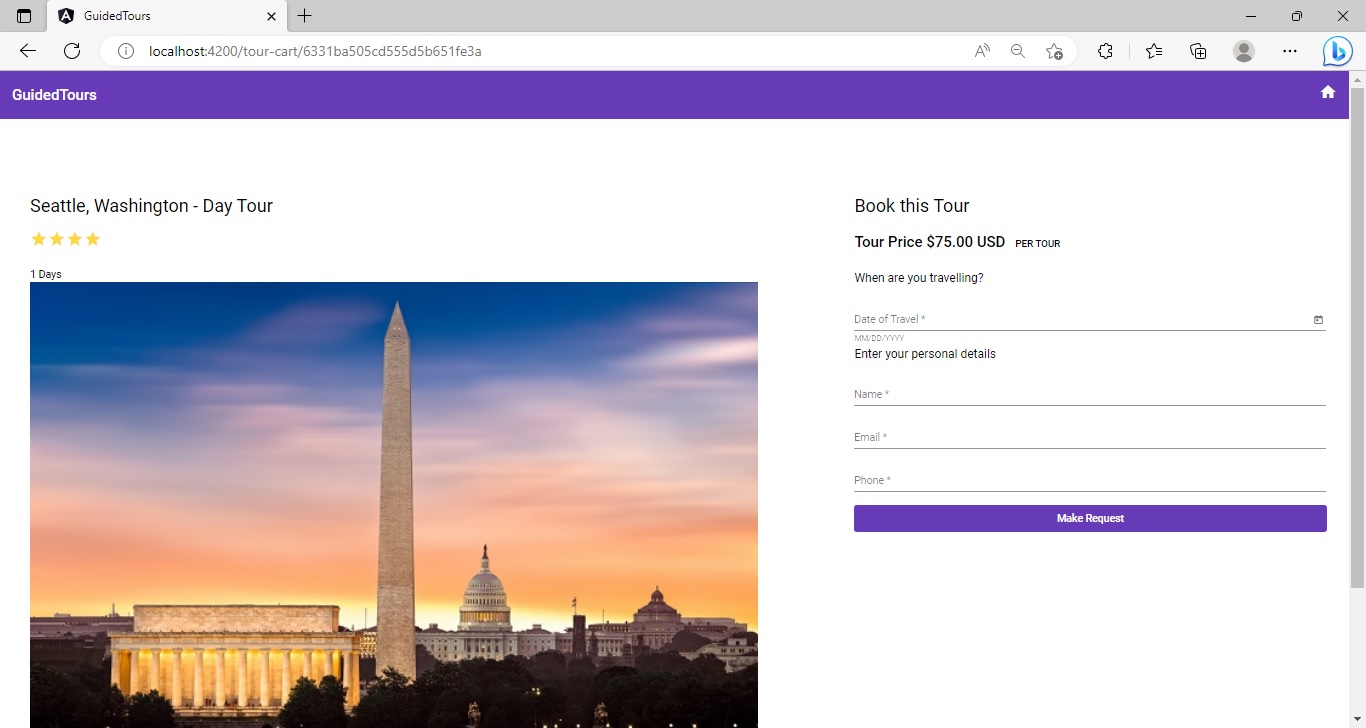 GuidedTours
localhost:4200/tour-cart/6331ba505cd555d5b651fe3a
GuidedTours
Seattle, Washington - Day Tour
1 Days
Book this Tour
Tour Price $75.00 USD PER TOUR
When are you travelling?
Date of Travel *
MM/DD/YYYY
Enter your personal details
Name *
Email *
Phone *
Make Request